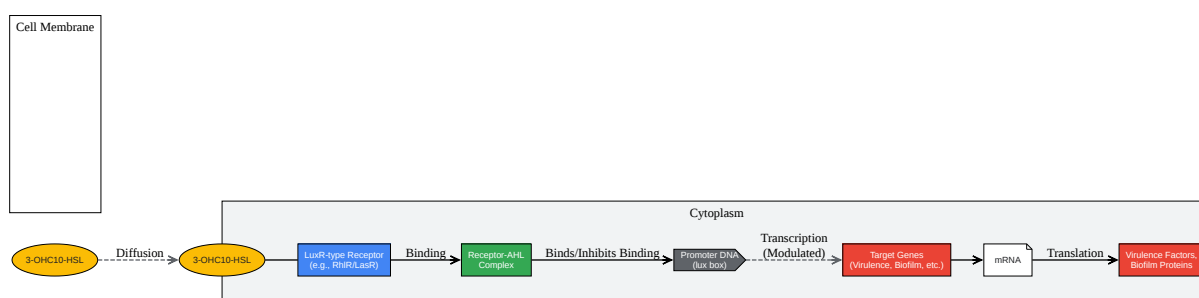 Cell Membrane
Cytoplasm
3-OHC10-HSL
Diffusion
3-OHC10-HSL
LuxR-type Receptor
(e.g., RhlR/LasR)
Binding
Receptor-AHL
Complex
Binds/Inhibits Binding
Promoter DNA
(lux box)
Transcription
(Modulated)
Target Genes
(Virulence, Biofilm, etc.)
mRNA
Translation
Virulence Factors,
Biofilm Proteins